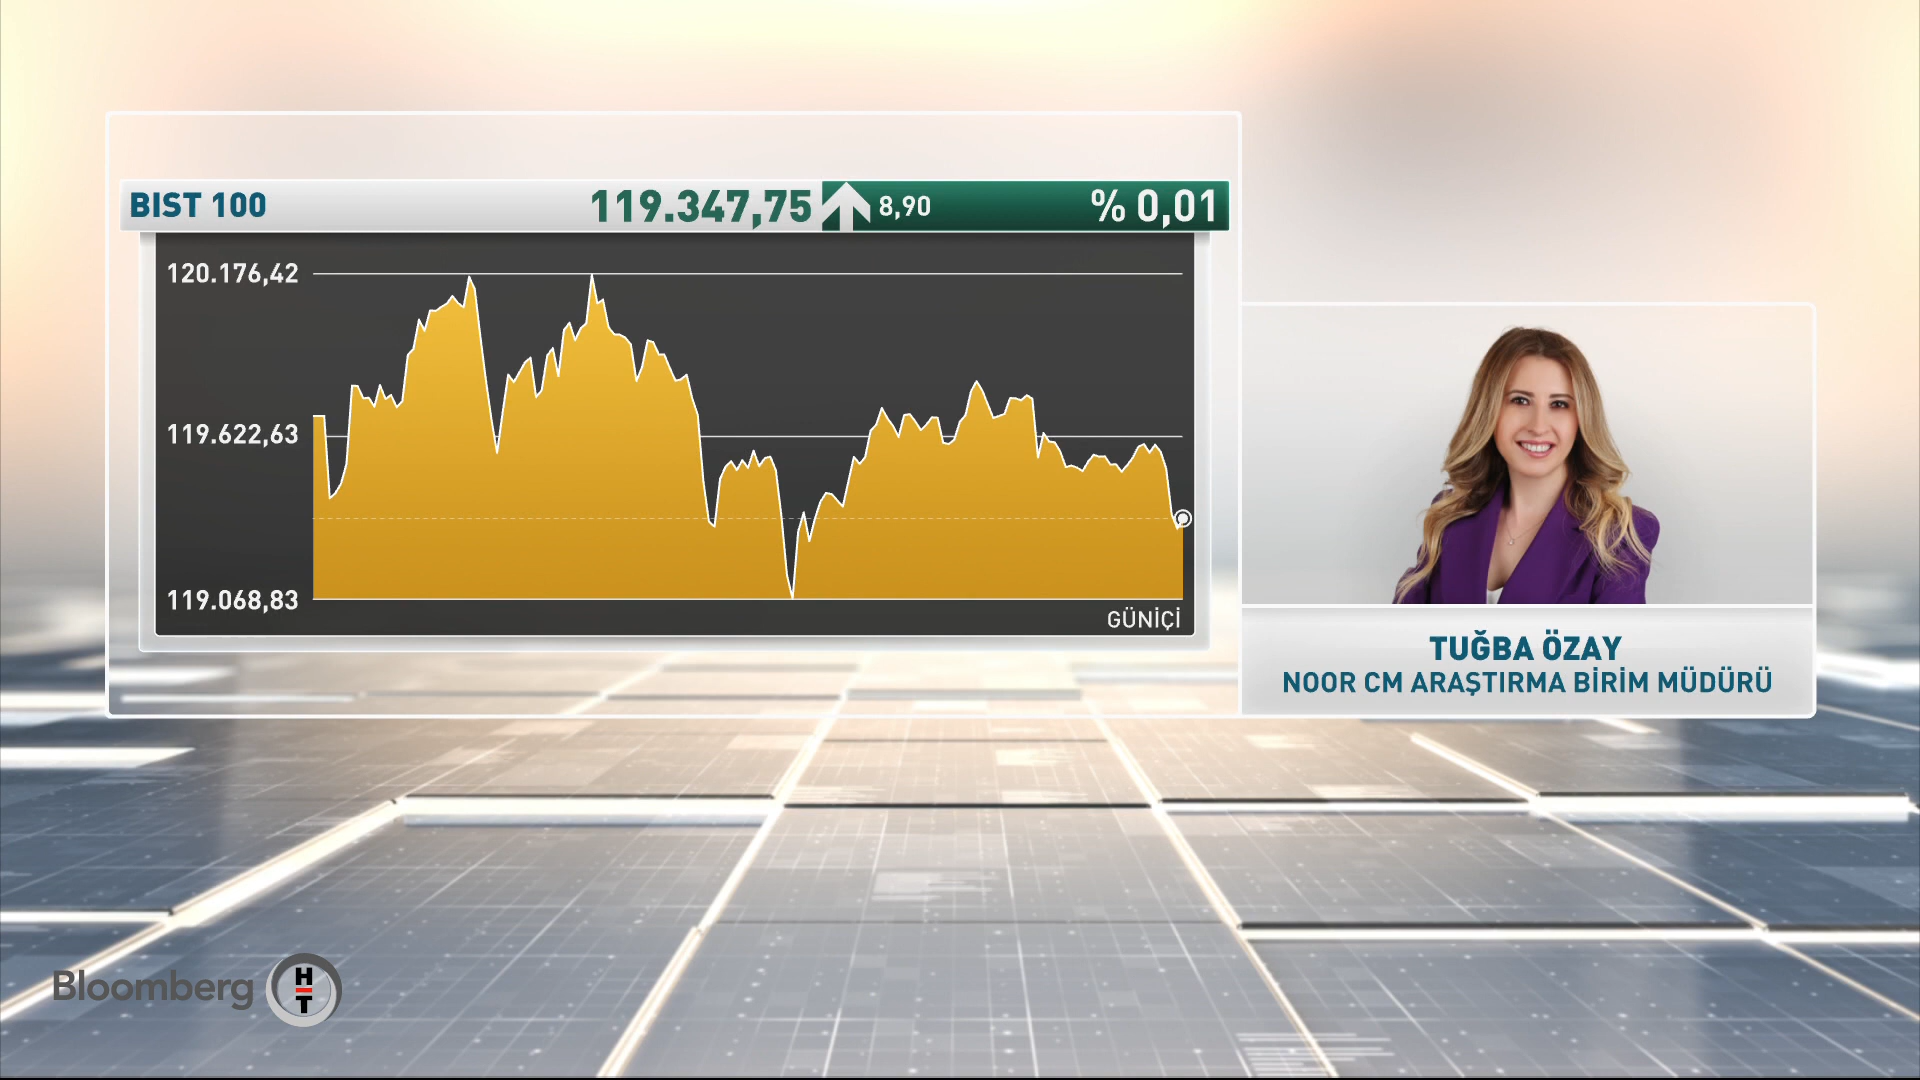 BIST 100 119.347,75 8,90 % 0,01
120.176,42
119.622,63
119.068,83
GÜNİÇİ
TUĞBA ÖZAY
NOOR CM ARAŞTIRMA BİRİM MÜDÜRÜ
Bloomberg HT